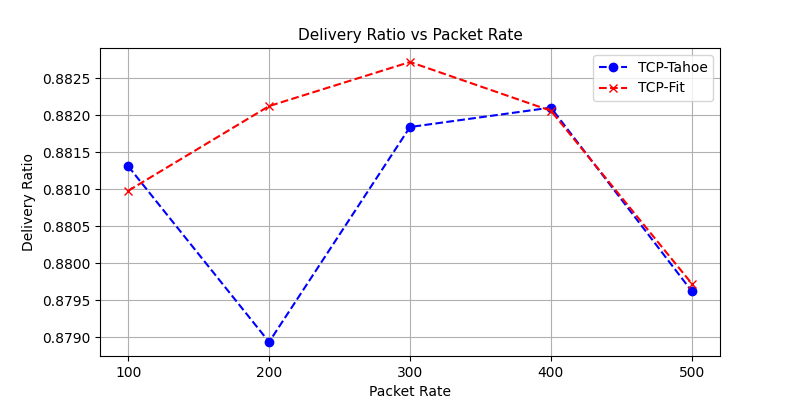 Delivery Ratio vs Packet Rate
TCP-Tahoe
TCP-Fit
Delivery Ratio
0.8825
0.8820
0.8815
0.8810
0.8805
0.8800
0.8795
0.8790
100 200 300 400 500
Packet Rate